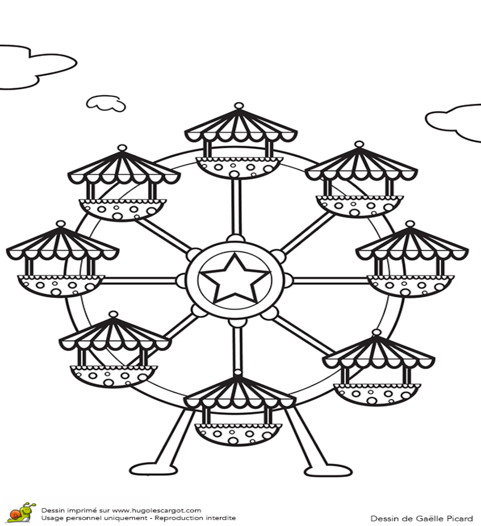 Dessin imprimé sur www.hugolescargot.com
Usage personnel uniquement - Reproduction interdite
Dessin de Gaëlle Picard